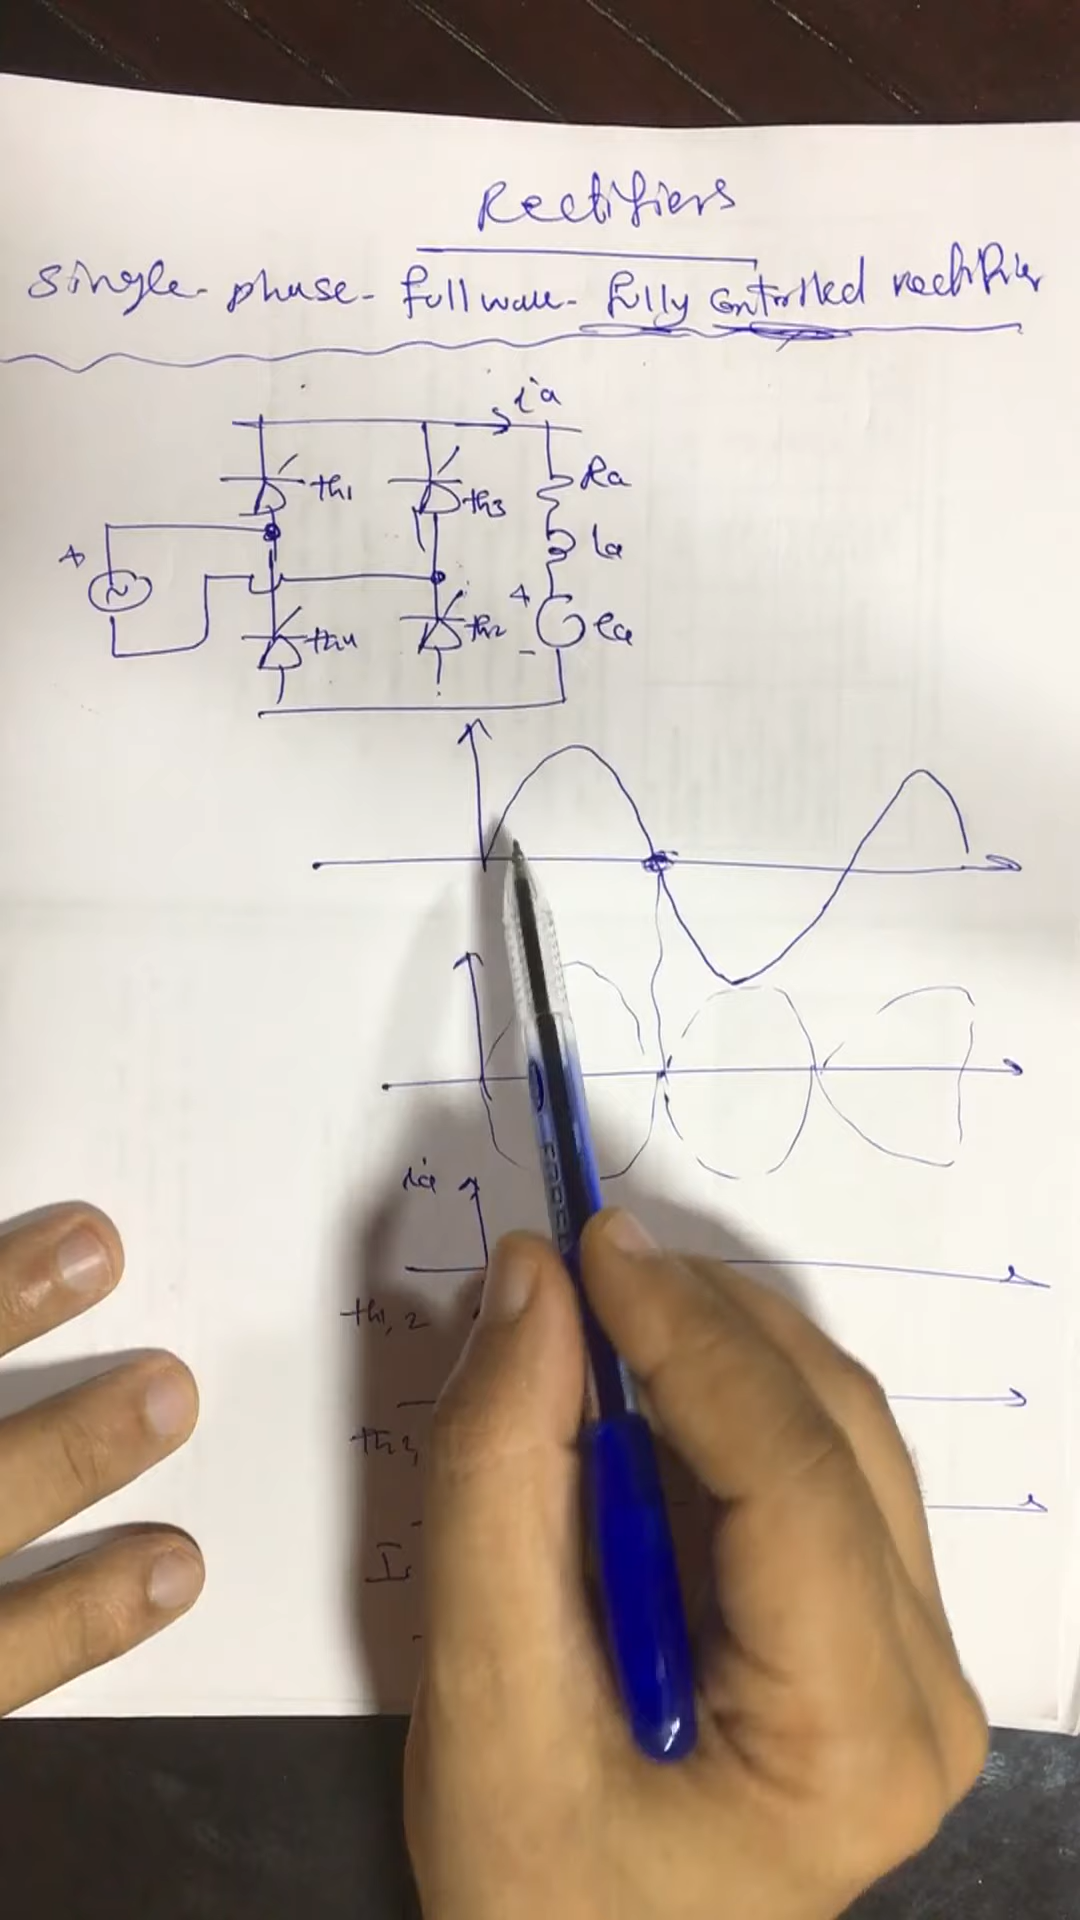 Rectifiers
Single-phase-fullwave-fully controlled rectifier
ia
th1
th3
Ra
La
+
+
th4
th2
ea
-
ia
th1, 2